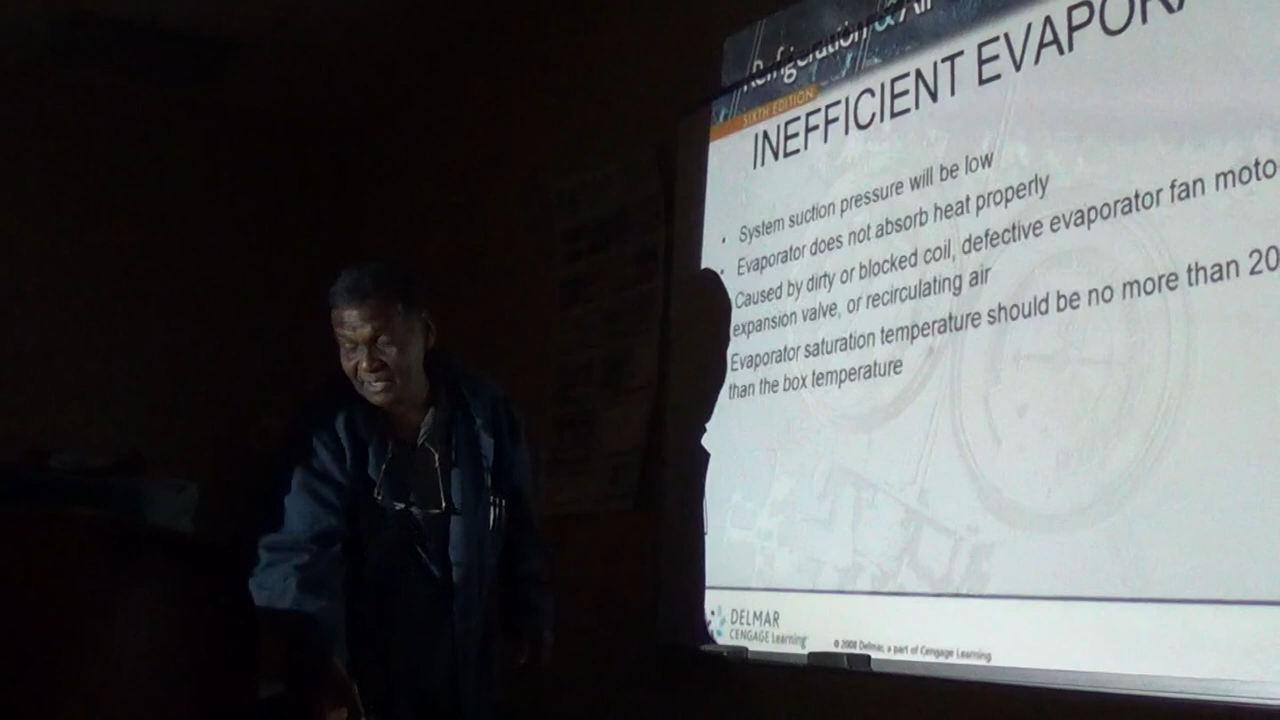 Refrigeration & Air
SIXTH EDITION
INEFFICIENT EVAPORA
• System suction pressure will be low
• Evaporator does not absorb heat properly
Caused by dirty or blocked coil, defective evaporator fan moto
expansion valve, or recirculating air
Evaporator saturation temperature should be no more than 20
than the box temperature
DELMAR
CENGAGE Learning
© 2008 Delmar, a part of Cengage Learning